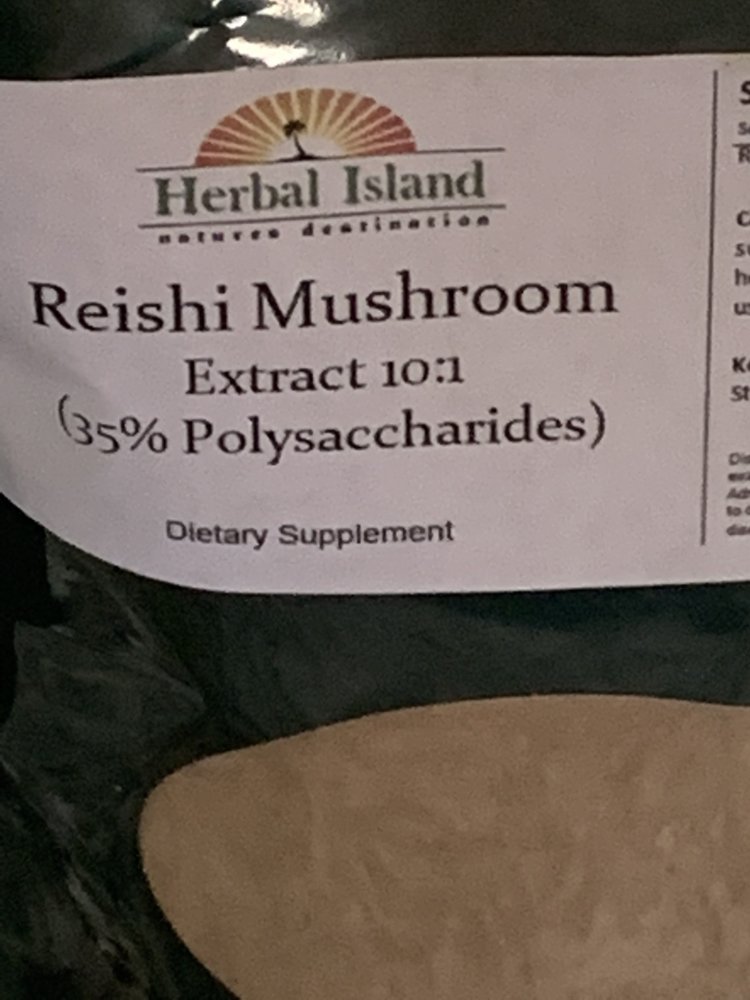 Herbal Island
natures destination
Reishi Mushroom
Extract 10:1
(35% Polysaccharides)
Dietary Supplement